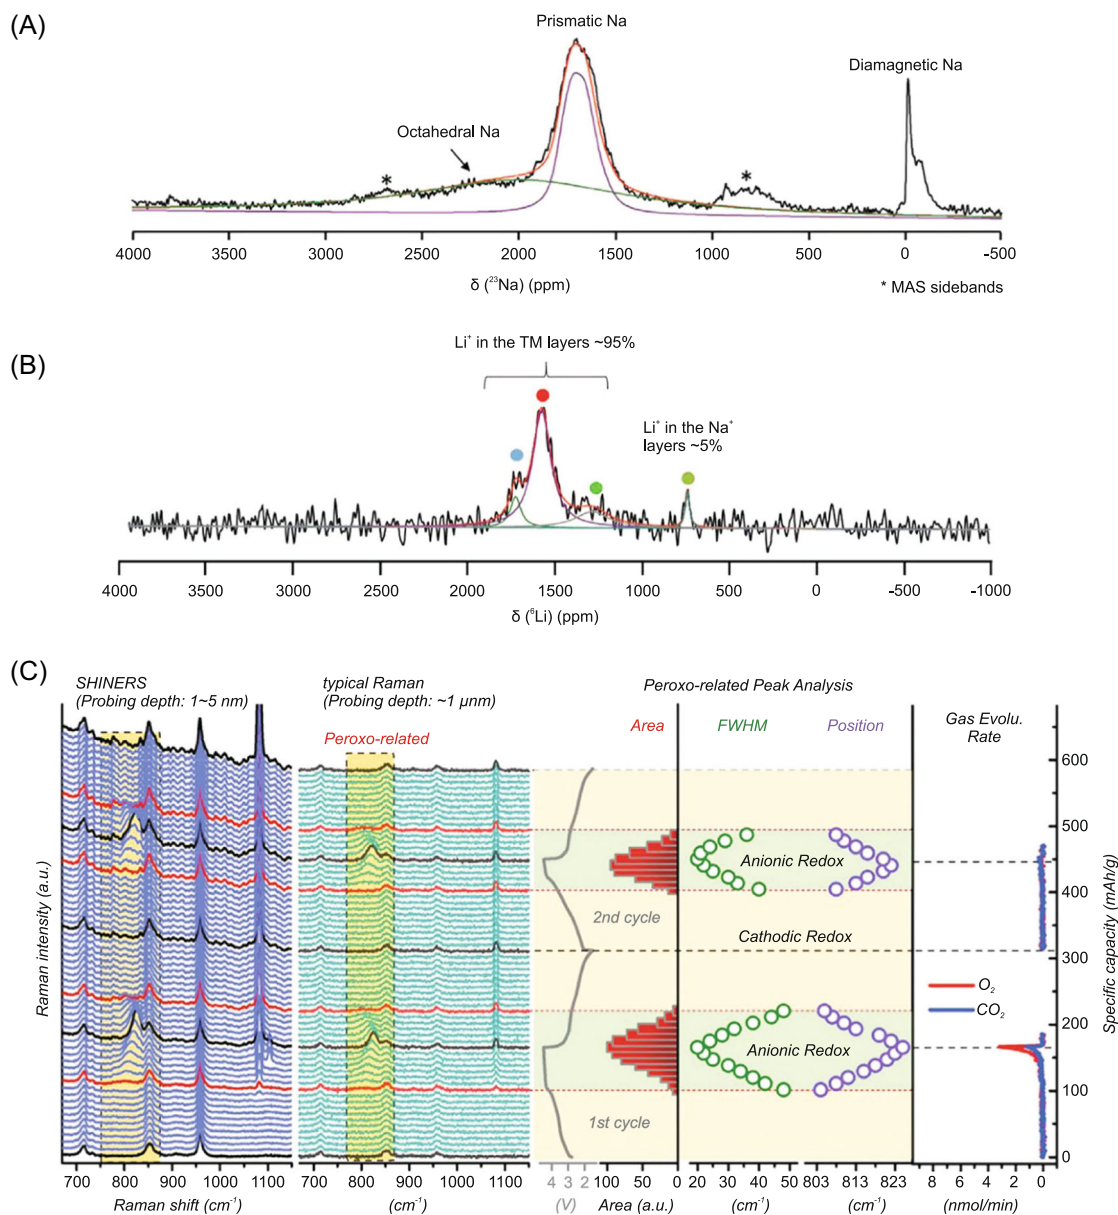 (A)
Prismatic Na
Diamagnetic Na
Octahedral Na
*
*
4000 3000 2500 2000 1500 1000 500 0 -500
δ (²³Na) (ppm)
* MAS sidebands
(B)
Li⁺ in the TM layers ~95%
Li⁺ in the Na⁺
layers ~5%
4000 3500 3000 2500 2000 1500 1000 500 0 -500 -1000
δ (⁶Li) (ppm)
(C)
SHINERS
(Probing depth: 1~5 nm)
typical Raman
(Probing depth: ~1 μnm)
Peroxo-related
Peroxo-related Peak Analysis
Area
FWHM
Position
Gas Evolu.
Rate
Anionic Redox
2nd cycle
Cathodic Redox
Anionic Redox
1st cycle
O₂
CO₂
600
500
400
300
200
100
0
Specific capacity (mAh/g)
Raman intensity (a.u.)
700 800 900 1000 1100
Raman shift (cm⁻¹)
700 800 900 1000 1100
(cm⁻¹)
4 3 2
(V)
100 50 0
Area (a.u.)
20 30 40 50
(cm⁻¹)
803 813 823
(cm⁻¹)
8 6 4 2 0
(nmol/min)